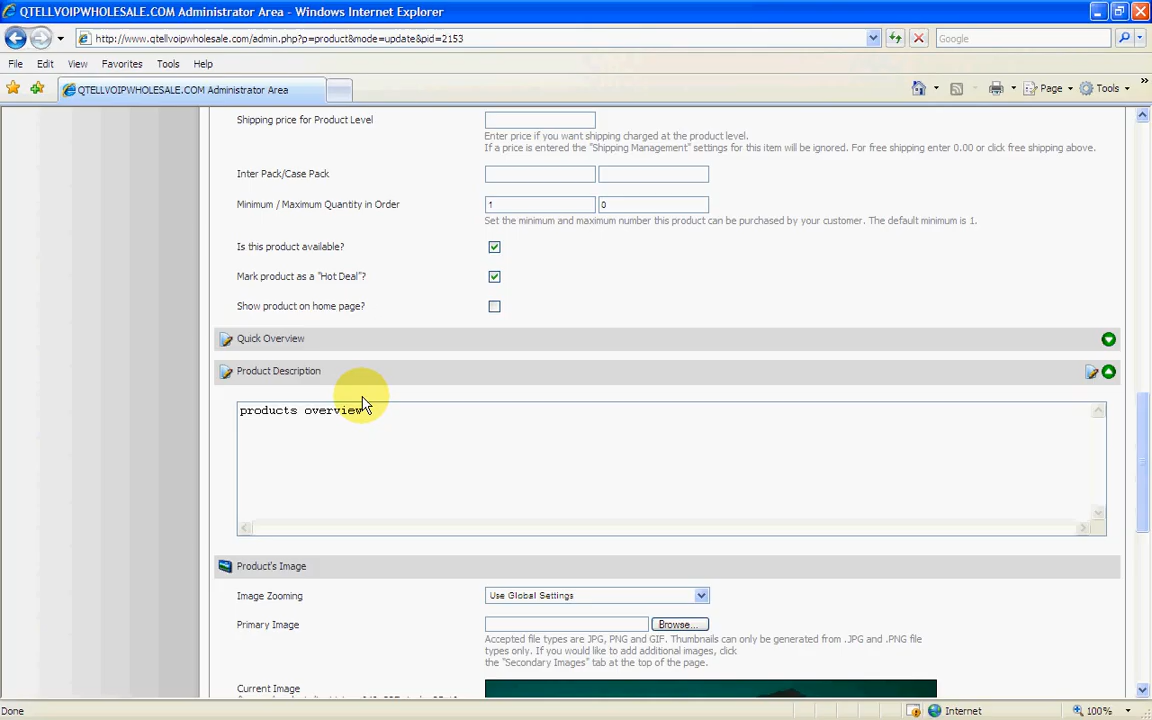 QTELLVOIPWHOLESALE.COM Administrator Area - Windows Internet Explorer
http://www.qtellvoipwholesale.com/admin.php?p=product&mode=update&pid=2153
Google
File Edit View Favorites Tools Help
QTELLVOIPWHOLESALE.COM Administrator Area
Page Tools
Shipping price for Product Level
Enter price if you want shipping charged at the product level.
If a price is entered the "Shipping Management" settings for this item will be ignored. For free shipping enter 0.00 or click free shipping above.
Inter Pack/Case Pack
Minimum / Maximum Quantity in Order 1 0
Set the minimum and maximum number this product can be purchased by your customer. The default minimum is 1.
Is this product available?
Mark product as a "Hot Deal"?
Show product on home page?
Quick Overview
Product Description
products overview
Product's Image
Image Zooming Use Global Settings
Primary Image Browse...
Accepted file types are JPG, PNG and GIF. Thumbnails can only be generated from .JPG and .PNG file
types only. If you would like to add additional images, click
the "Secondary Images" tab at the top of the page.
Current Image
Done Internet 100%